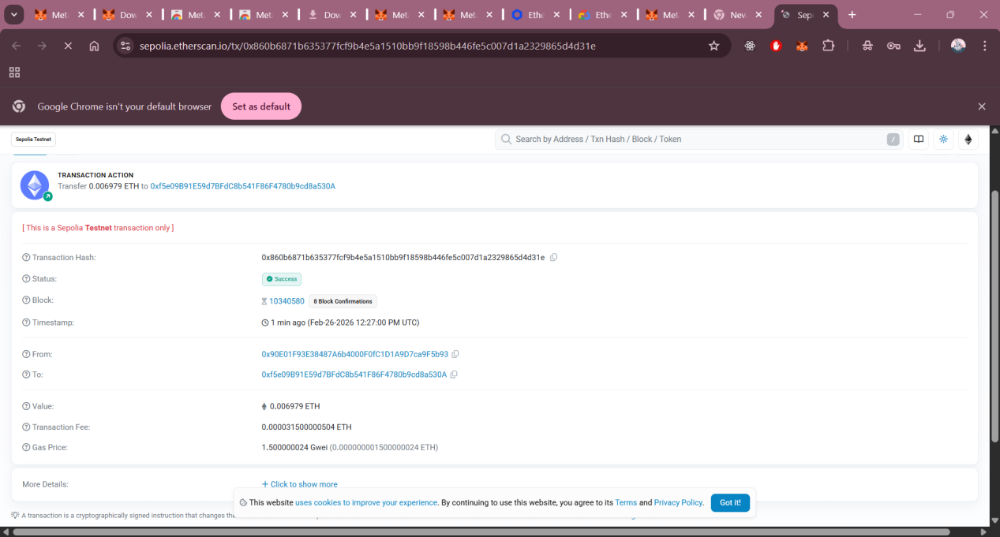 Met
Dow
Met
Met
Dow
Met
Met
Ethe
Ethe
Met
New
Sep
sepolia.etherscan.io/tx/0x860b6871b635377fcf9b4e5a1510bb9f18598b446fe5c007d1a2329865d4d31e
Google Chrome isn't your default browser
Set as default
Sepolia Testnet
Search by Address / Txn Hash / Block / Token
/
TRANSACTION ACTION
Transfer 0.006979 ETH to 0xf5e09B91E59d7BFdC8b541F86F4780b9cd8a530A
[ This is a Sepolia Testnet transaction only ]
Transaction Hash: 0x860b6871b635377fcf9b4e5a1510bb9f18598b446fe5c007d1a2329865d4d31e
Status: Success
Block: 10340580 8 Block Confirmations
Timestamp: 1 min ago (Feb-26-2026 12:27:00 PM UTC)
From: 0x90E01F93E38487A6b4000F0fC1D1A9D7ca9F5b93
To: 0xf5e09B91E59d7BFdC8b541F86F4780b9cd8a530A
Value: 0.006979 ETH
Transaction Fee: 0.000031500000504 ETH
Gas Price: 1.500000024 Gwei (0.000000001500000024 ETH)
More Details: + Click to show more
This website uses cookies to improve your experience. By continuing to use this website, you agree to its Terms and Privacy Policy. Got it!
A transaction is a cryptographically signed instruction that changes the